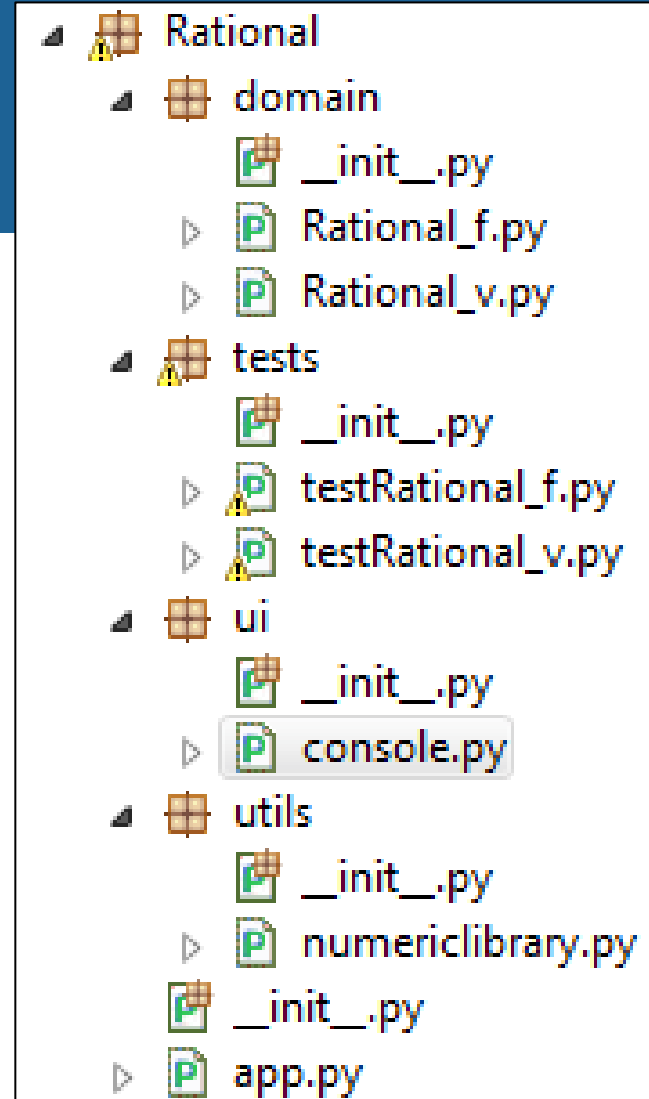 Rational
domain
__init__.py
Rational_f.py
Rational_v.py
tests
__init__.py
testRational_f.py
testRational_v.py
ui
__init__.py
console.py
utils
__init__.py
numericlibrary.py
__init__.py
app.py